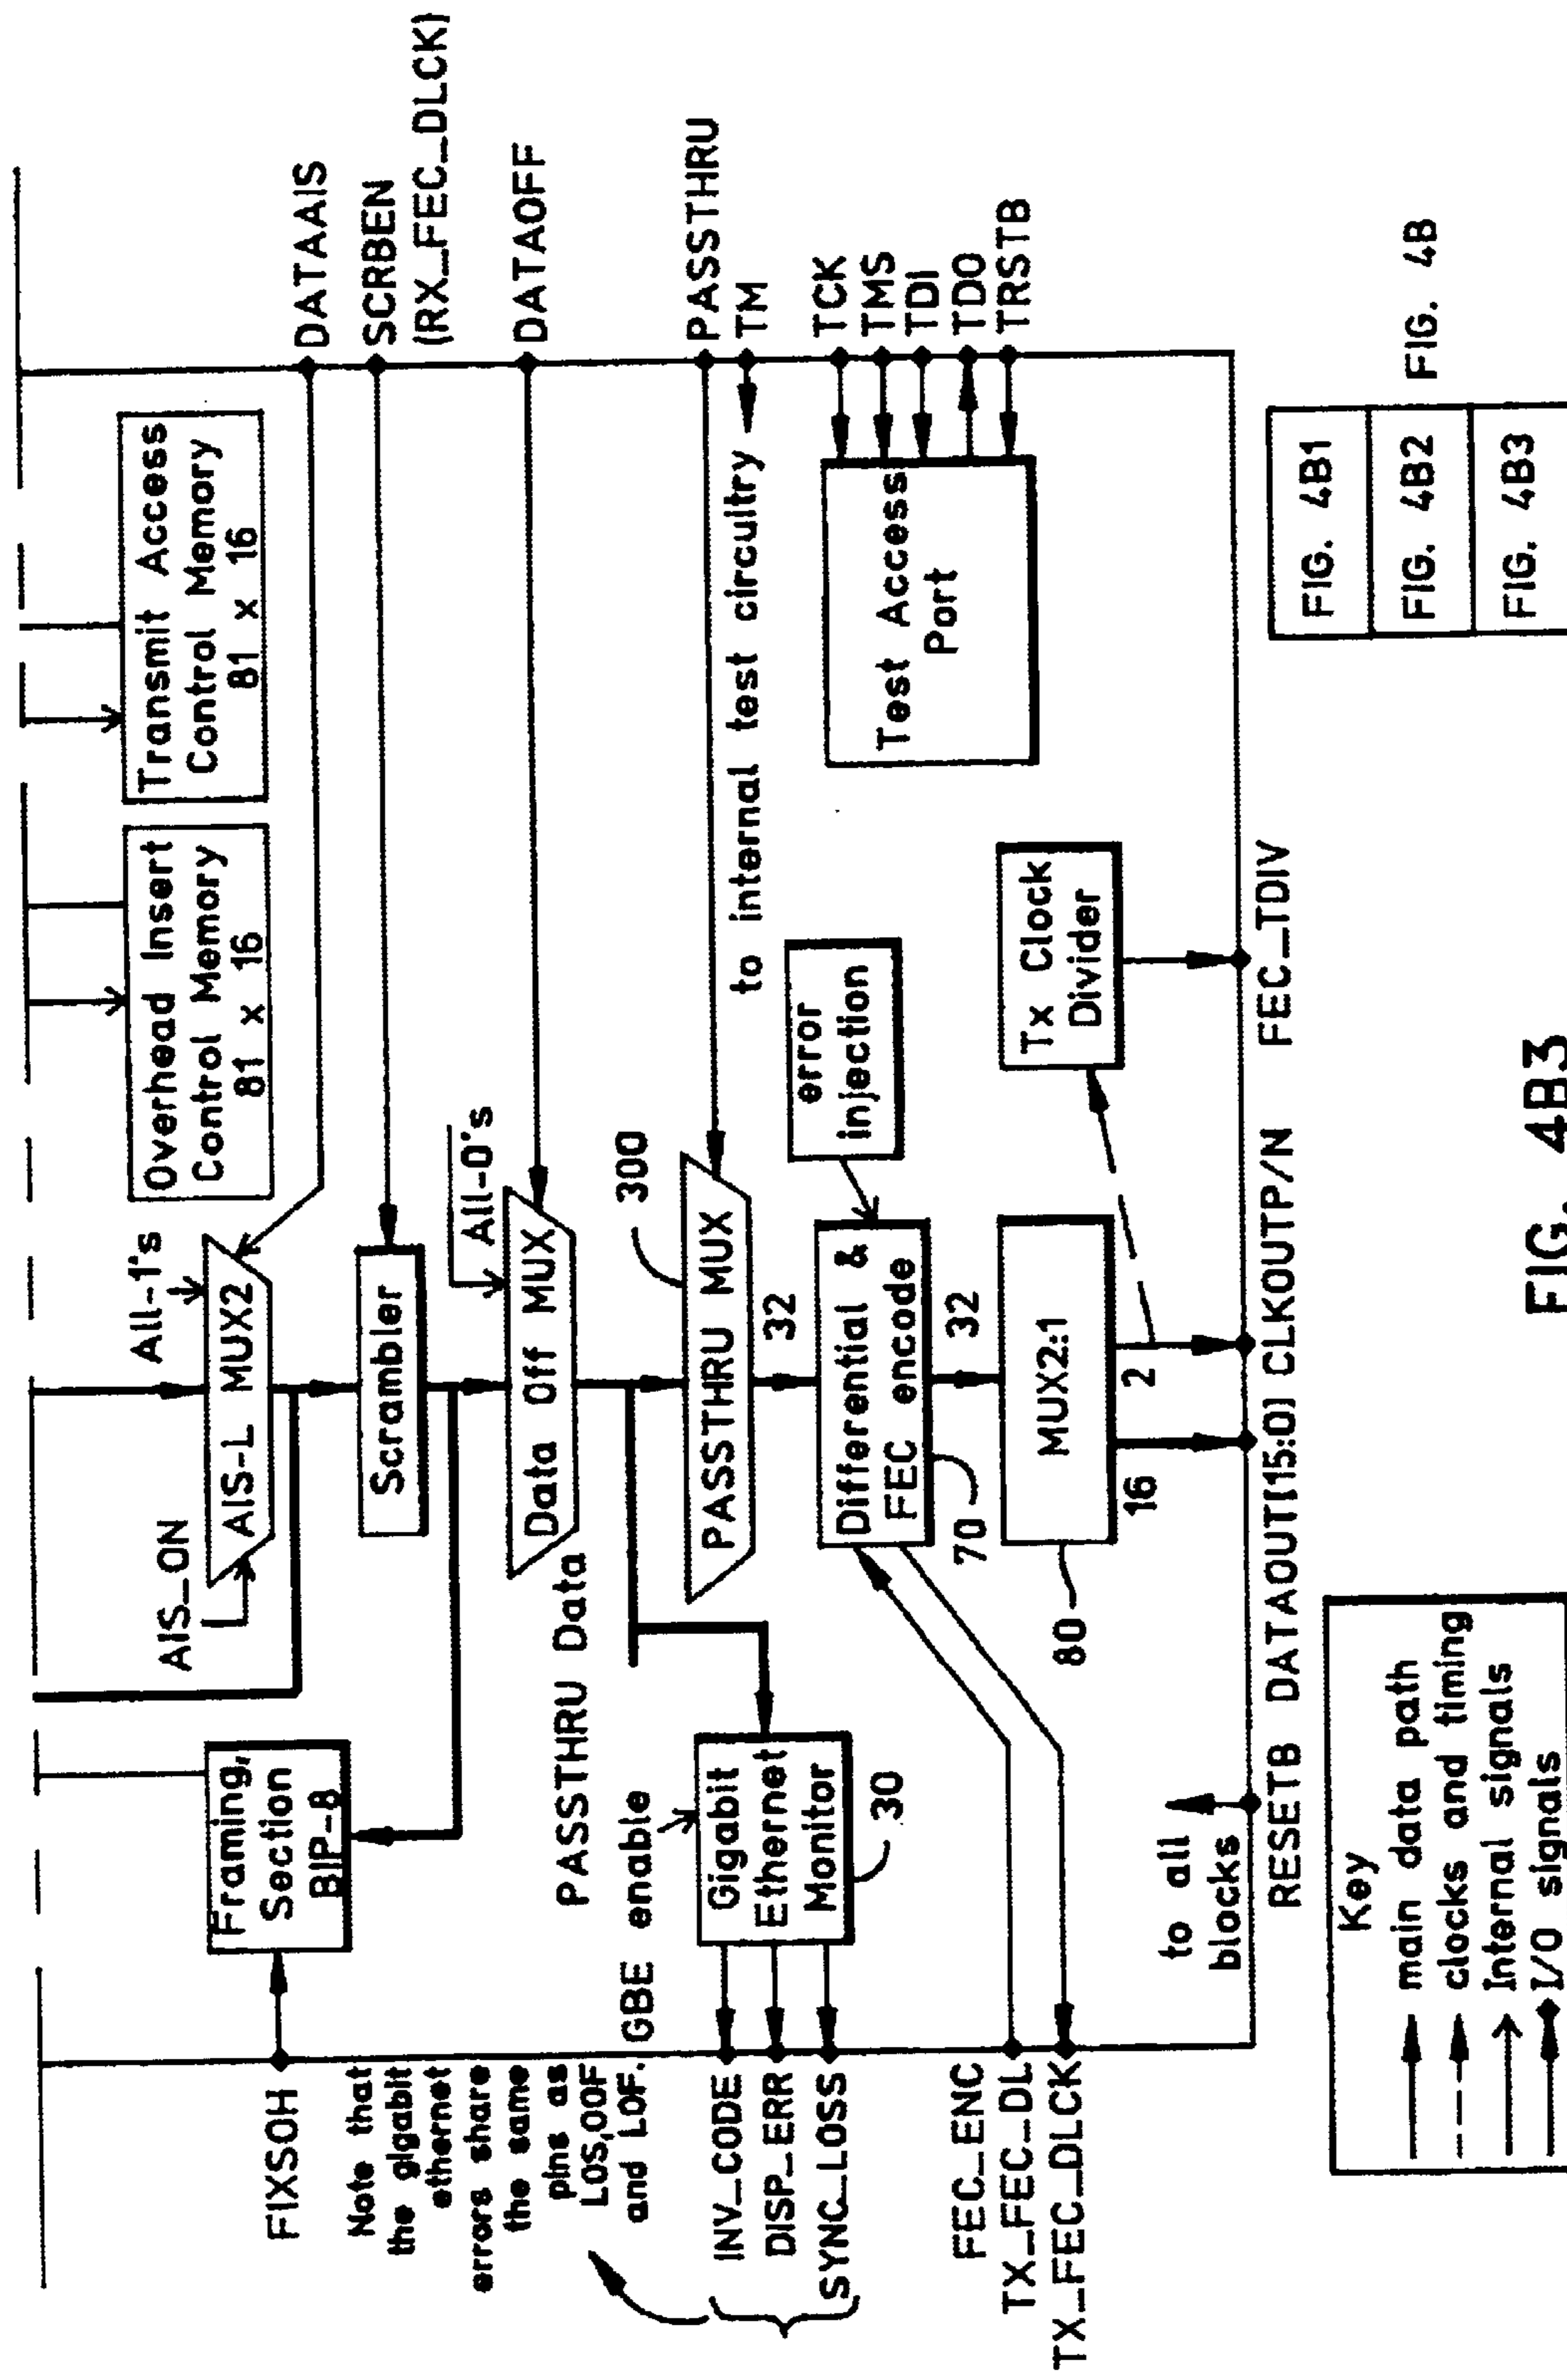 FIXSOH
Note that
the gigabit
ethernet
errors share
the same
pins as
LOS,OOF
and LOF.
INV_CODE
DISP_ERR
SYNC_LOSS
FEC_ENC
TX_FEC_DL
TX_FEC_DLCK
Framing,
Section
BIP-8
AIS_ON
All-1's
AIS-L MUX2
Overhead Insert
Control Memory
81 x 16
Transmit Access
Control Memory
81 x 16
DATAAIS
Scrambler
SCRBEN
(RX_FEC_DLCK)
All-0's
Data Off MUX
DATAOFF
PASSTHRU Data
GBE enable
Gigabit
Ethernet
Monitor
30
PASSTHRU MUX
300
PASSTHRU
TM
to internal test circuitry
32
Differential &
FEC encode
70
error
injection
32
MUX2:1
80
16
2
Tx Clock
Divider
Test Access
Port
TCK
TMS
TDI
TDO
TRSTB
to all
blocks
RESETB DATAOUT[15:0] CLKOUTP/N FEC_TDIV
Key
main data path
clocks and timing
Internal signals
I/O signals
FIG. 4B3
FIG. 4B1
FIG. 4B2
FIG. 4B3
FIG. 4B